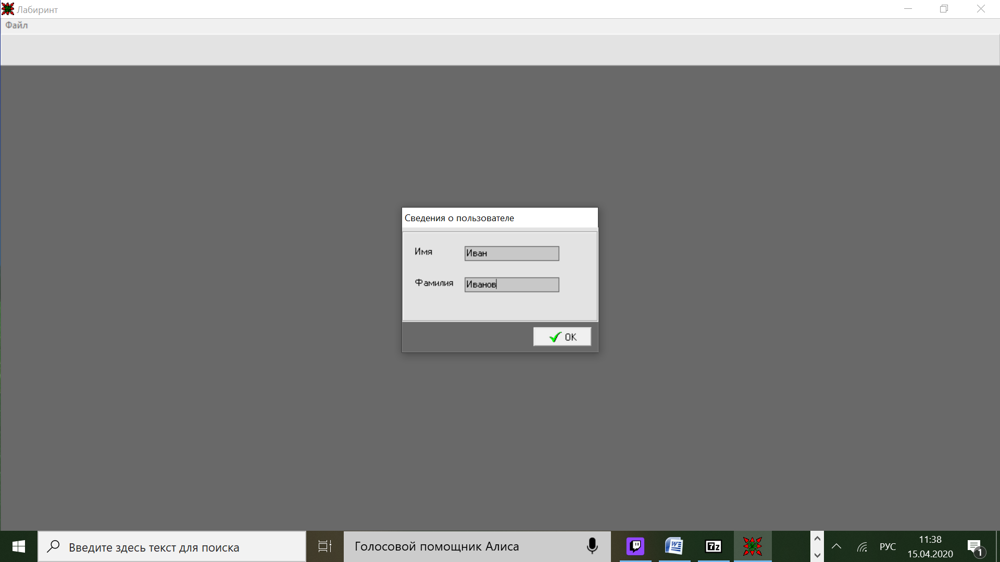 Лабиринт
Файл
Сведения о пользователе
Имя
Иван
Фамилия
Иванов
OK
Введите здесь текст для поиска
Голосовой помощник Алиса
7z
РУС
11:38
15.04.2020
1